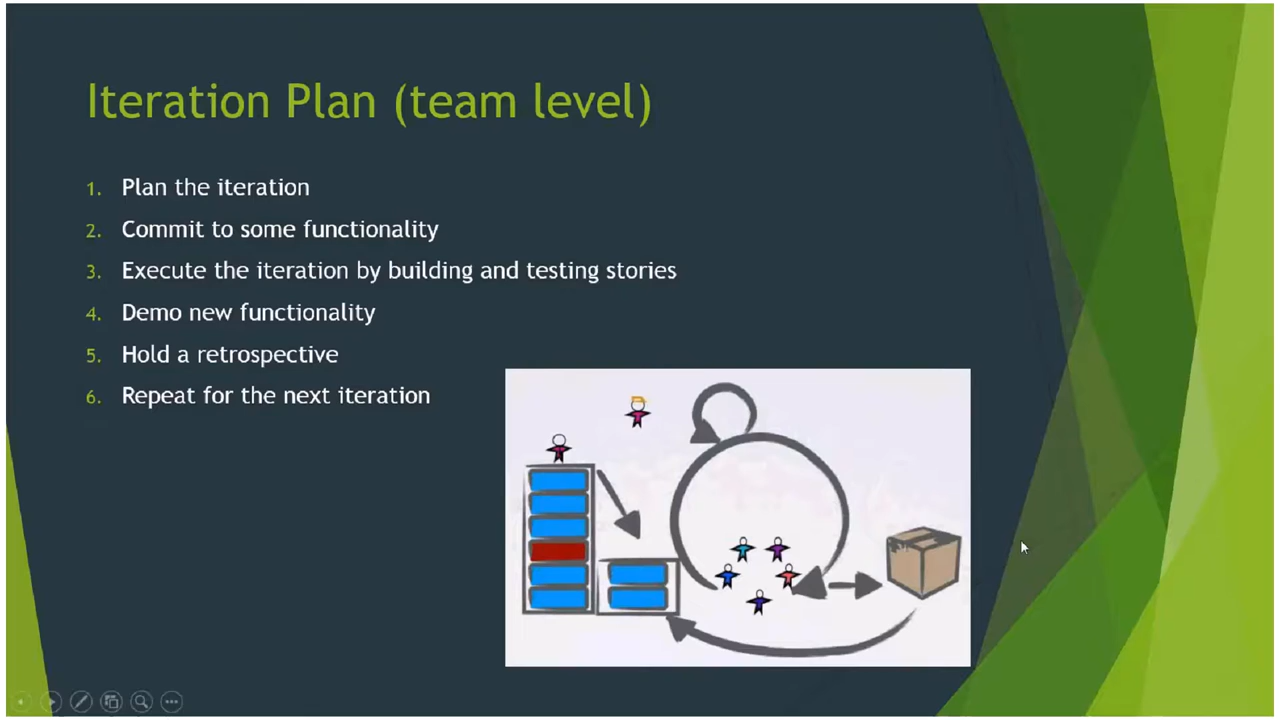 Iteration Plan (team level)
1. Plan the iteration
2. Commit to some functionality
3. Execute the iteration by building and testing stories
4. Demo new functionality
5. Hold a retrospective
6. Repeat for the next iteration